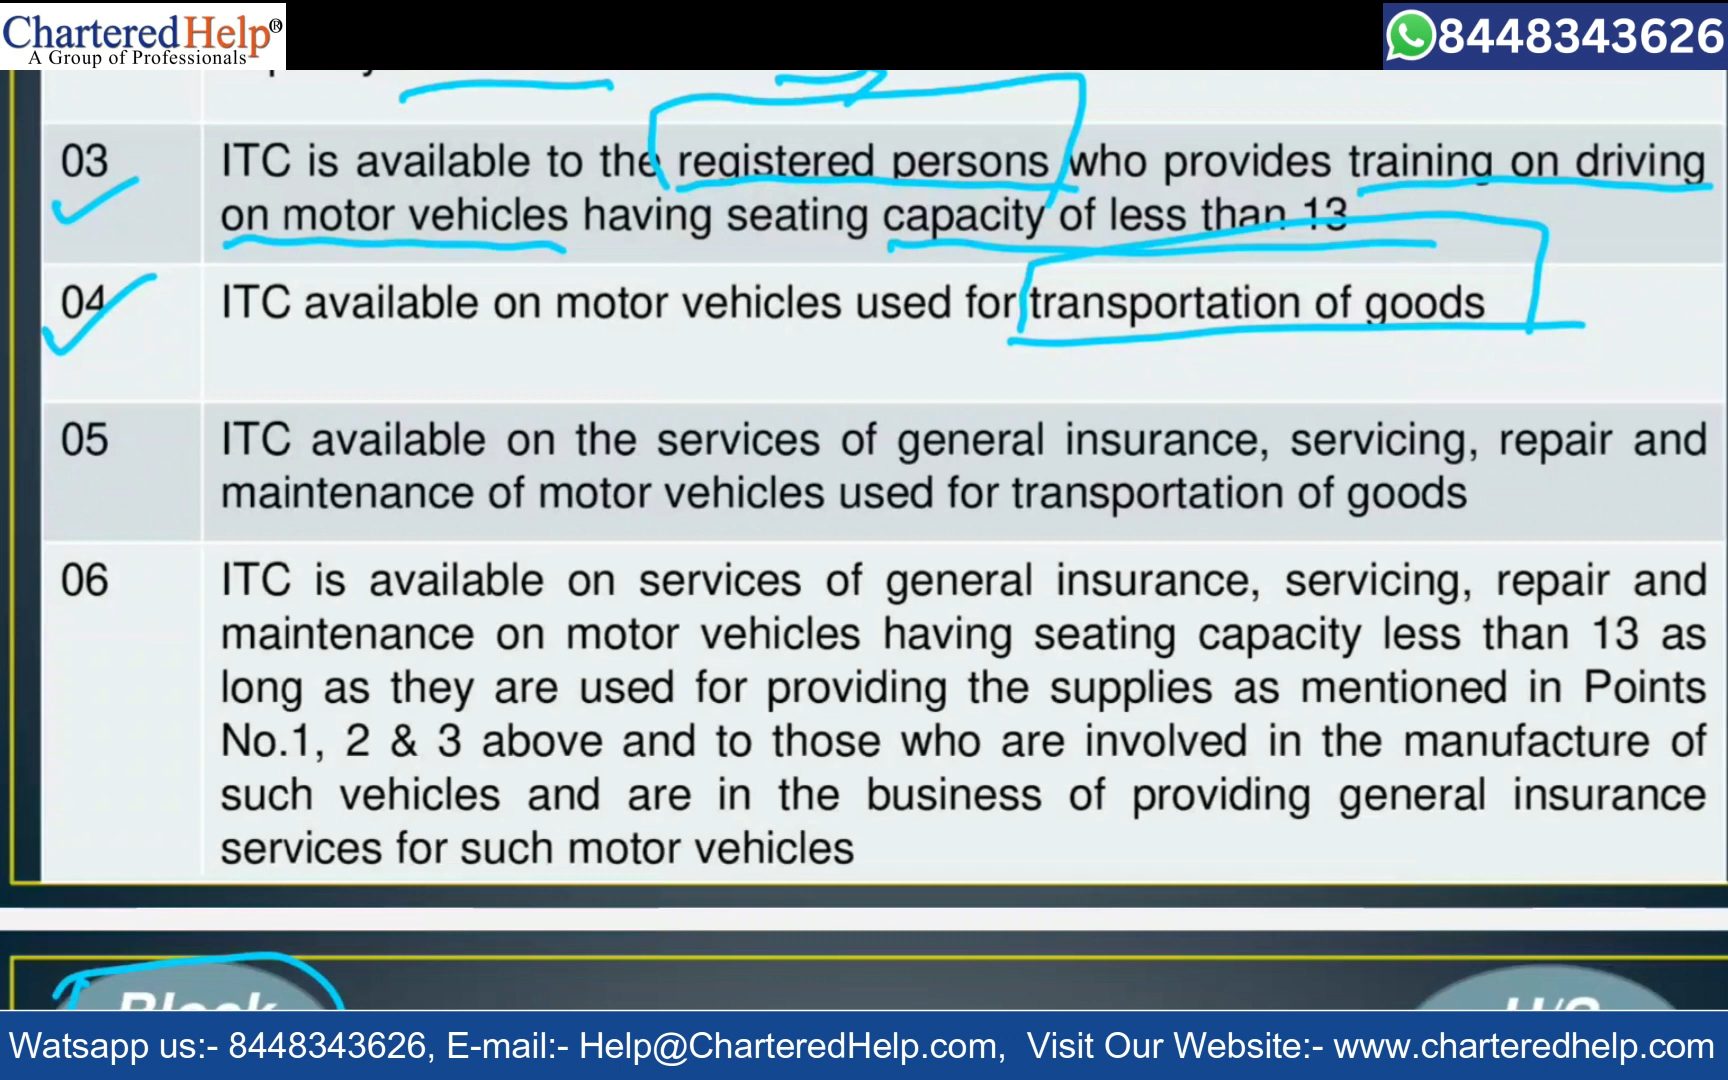 CharteredHelp®
A Group of Professionals
8448343626
03
ITC is available to the registered persons who provides training on driving
on motor vehicles having seating capacity of less than 13
04
ITC available on motor vehicles used for transportation of goods
05
ITC available on the services of general insurance, servicing, repair and
maintenance of motor vehicles used for transportation of goods
06
ITC is available on services of general insurance, servicing, repair and
maintenance on motor vehicles having seating capacity less than 13 as
long as they are used for providing the supplies as mentioned in Points
No.1, 2 & 3 above and to those who are involved in the manufacture of
such vehicles and are in the business of providing general insurance
services for such motor vehicles
Block
Watsapp us:- 8448343626, E-mail:- Help@CharteredHelp.com, Visit Our Website:- www.charteredhelp.com